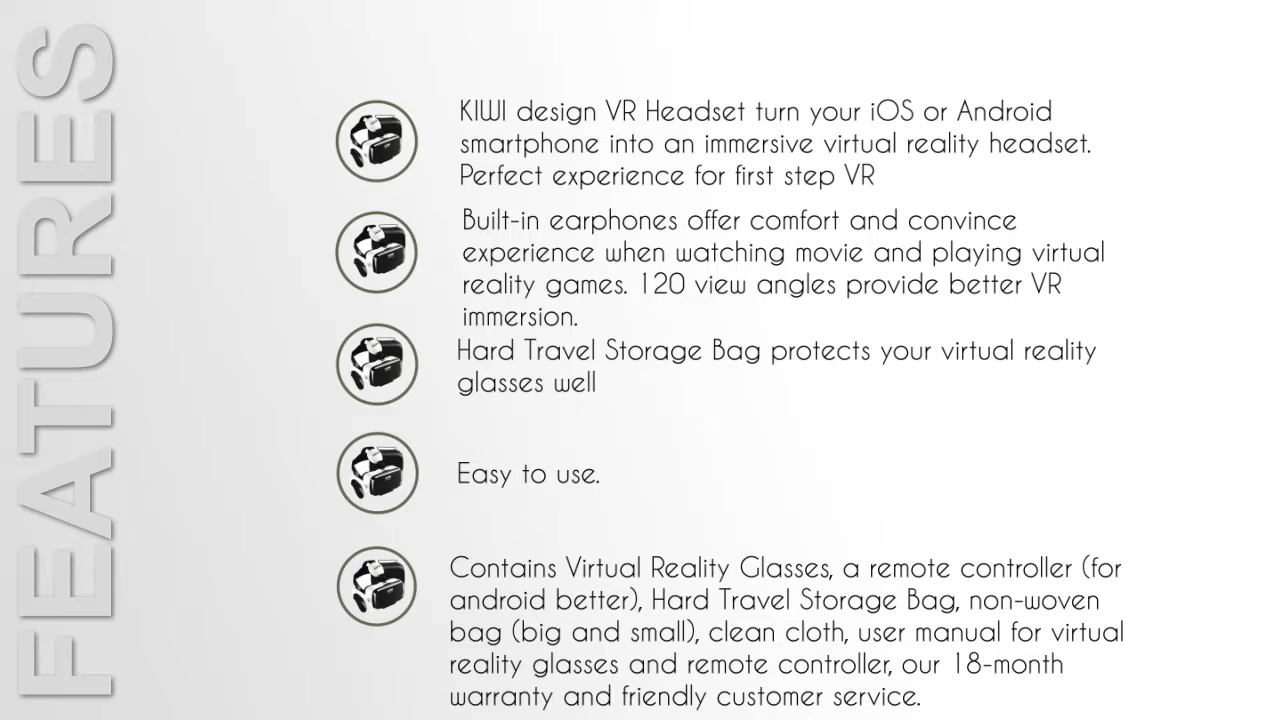 FEATURES
KIWI design VR Headset turn your iOS or Android
smartphone into an immersive virtual reality headset.
Perfect experience for first step VR
Built-in earphones offer comfort and convince
experience when watching movie and playing virtual
reality games. 120 view angles provide better VR
immersion.
Hard Travel Storage Bag protects your virtual reality
glasses well
Easy to use.
Contains Virtual Reality Glasses, a remote controller (for
android better), Hard Travel Storage Bag, non-woven
bag (big and small), clean cloth, user manual for virtual
reality glasses and remote controller, our 18-month
warranty and friendly customer service.